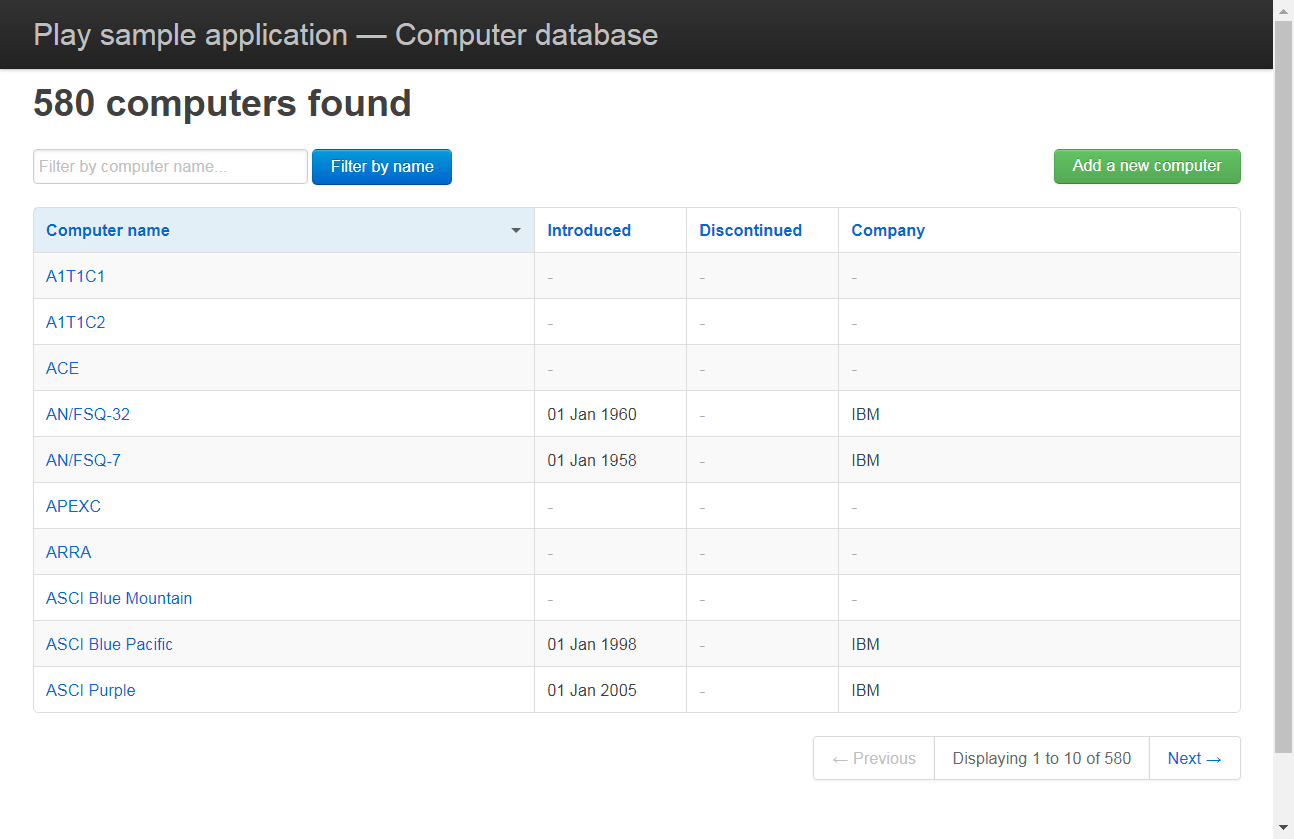 Play sample application — Computer database
580 computers found
Filter by computer name... Filter by name Add a new computer
Computer name Introduced Discontinued Company
A1T1C1 - - -
A1T1C2 - - -
ACE - - -
AN/FSQ-32 01 Jan 1960 - IBM
AN/FSQ-7 01 Jan 1958 - IBM
APEXC - - -
ARRA - - -
ASCI Blue Mountain - - -
ASCI Blue Pacific 01 Jan 1998 - IBM
ASCI Purple 01 Jan 2005 - IBM
← Previous Displaying 1 to 10 of 580 Next →